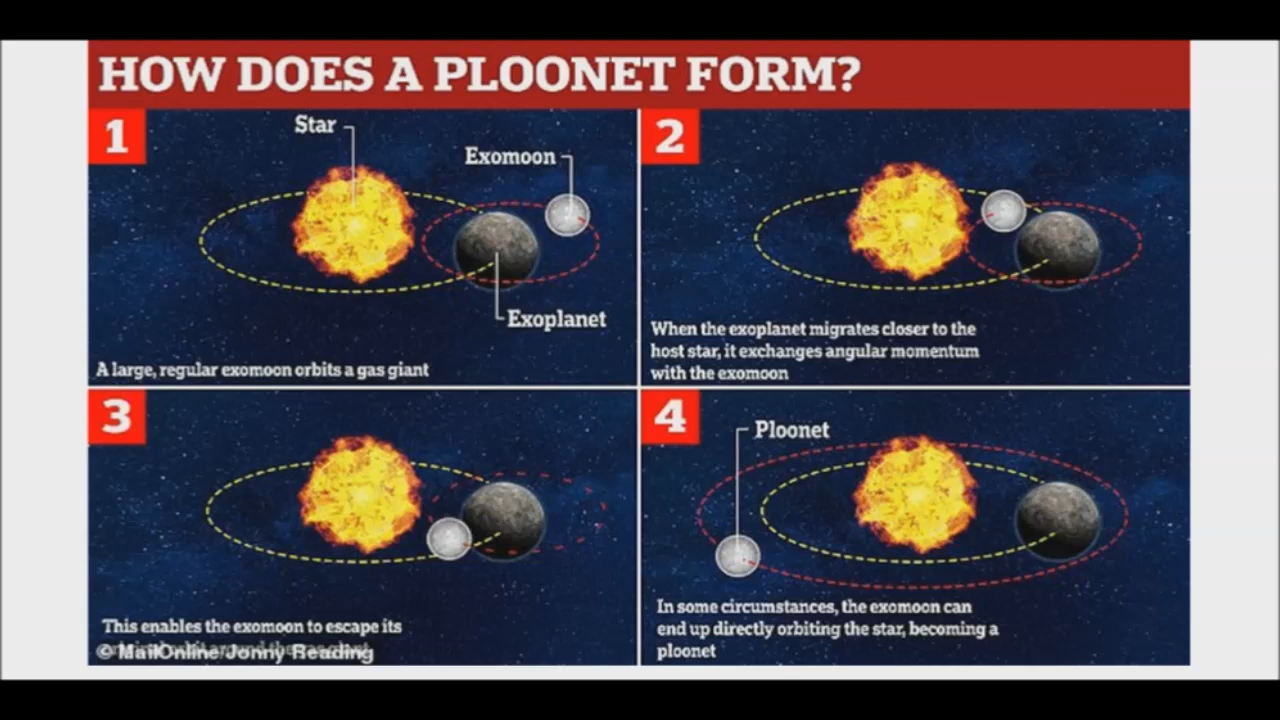 HOW DOES A PLOONET FORM?
1
Star
Exomoon
Exoplanet
A large, regular exomoon orbits a gas giant
2
When the exoplanet migrates closer to the
host star, it exchanges angular momentum
with the exomoon
3
This enables the exomoon to escape its
© MailOnline/Jonny Reading
4
Ploonet
In some circumstances, the exomoon can
end up directly orbiting the star, becoming a
ploonet